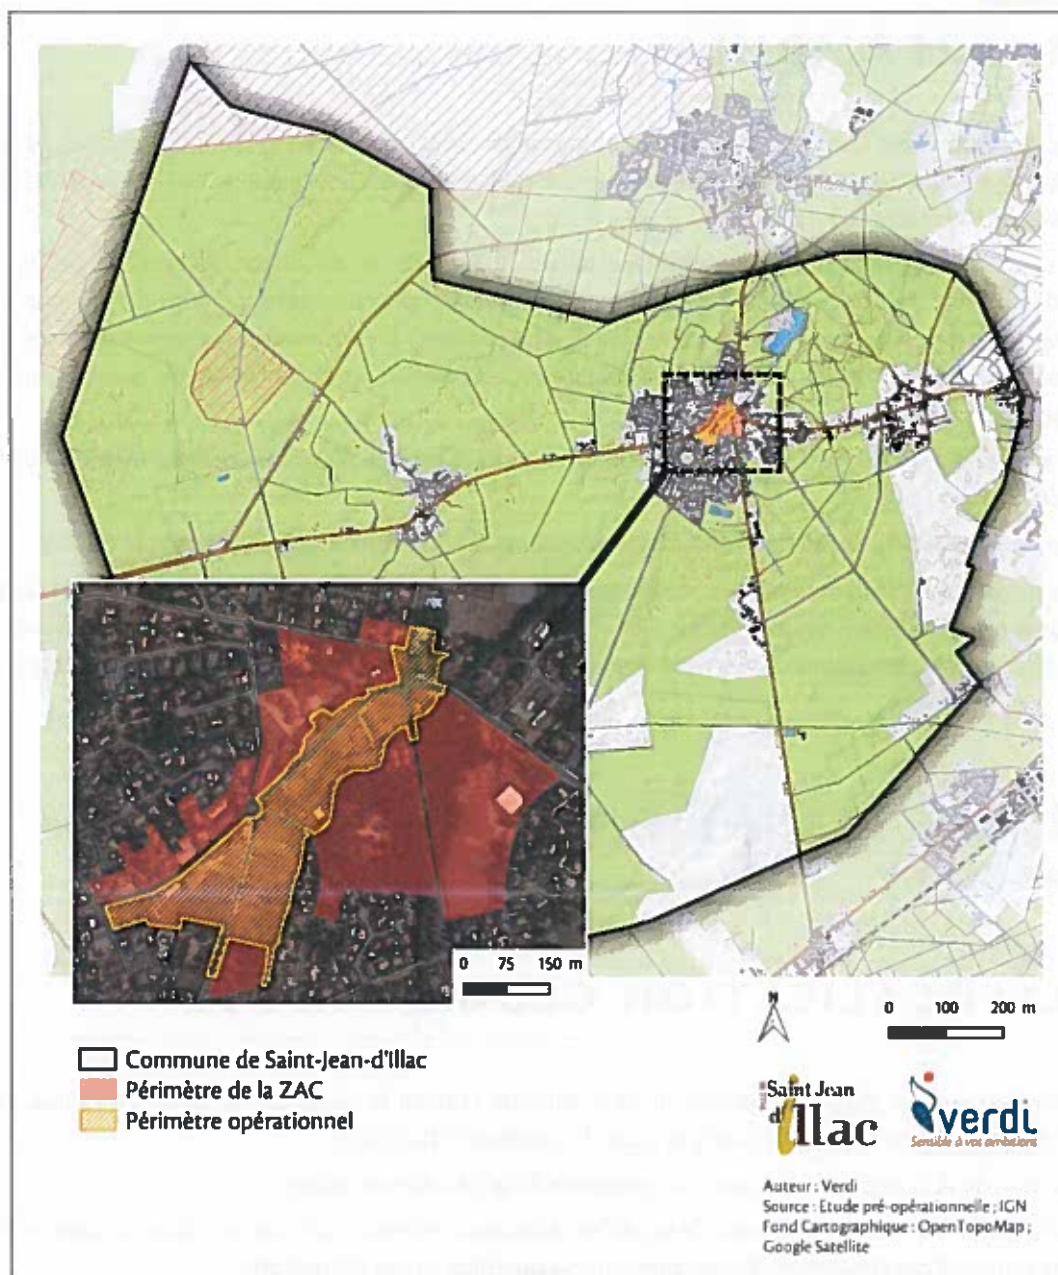 0 75 150 m
N
0 100 200 m
Commune de Saint-Jean-d'Illac
Périmètre de la ZAC
Périmètre opérationnel
Saint Jean
d'Illac
verdi
Sensible à vos ambitions
Auteur : Verdi
Source : Etude pré-opérationnelle ; IGN
Fond Cartographique : OpenTopoMap ;
Google Satellite